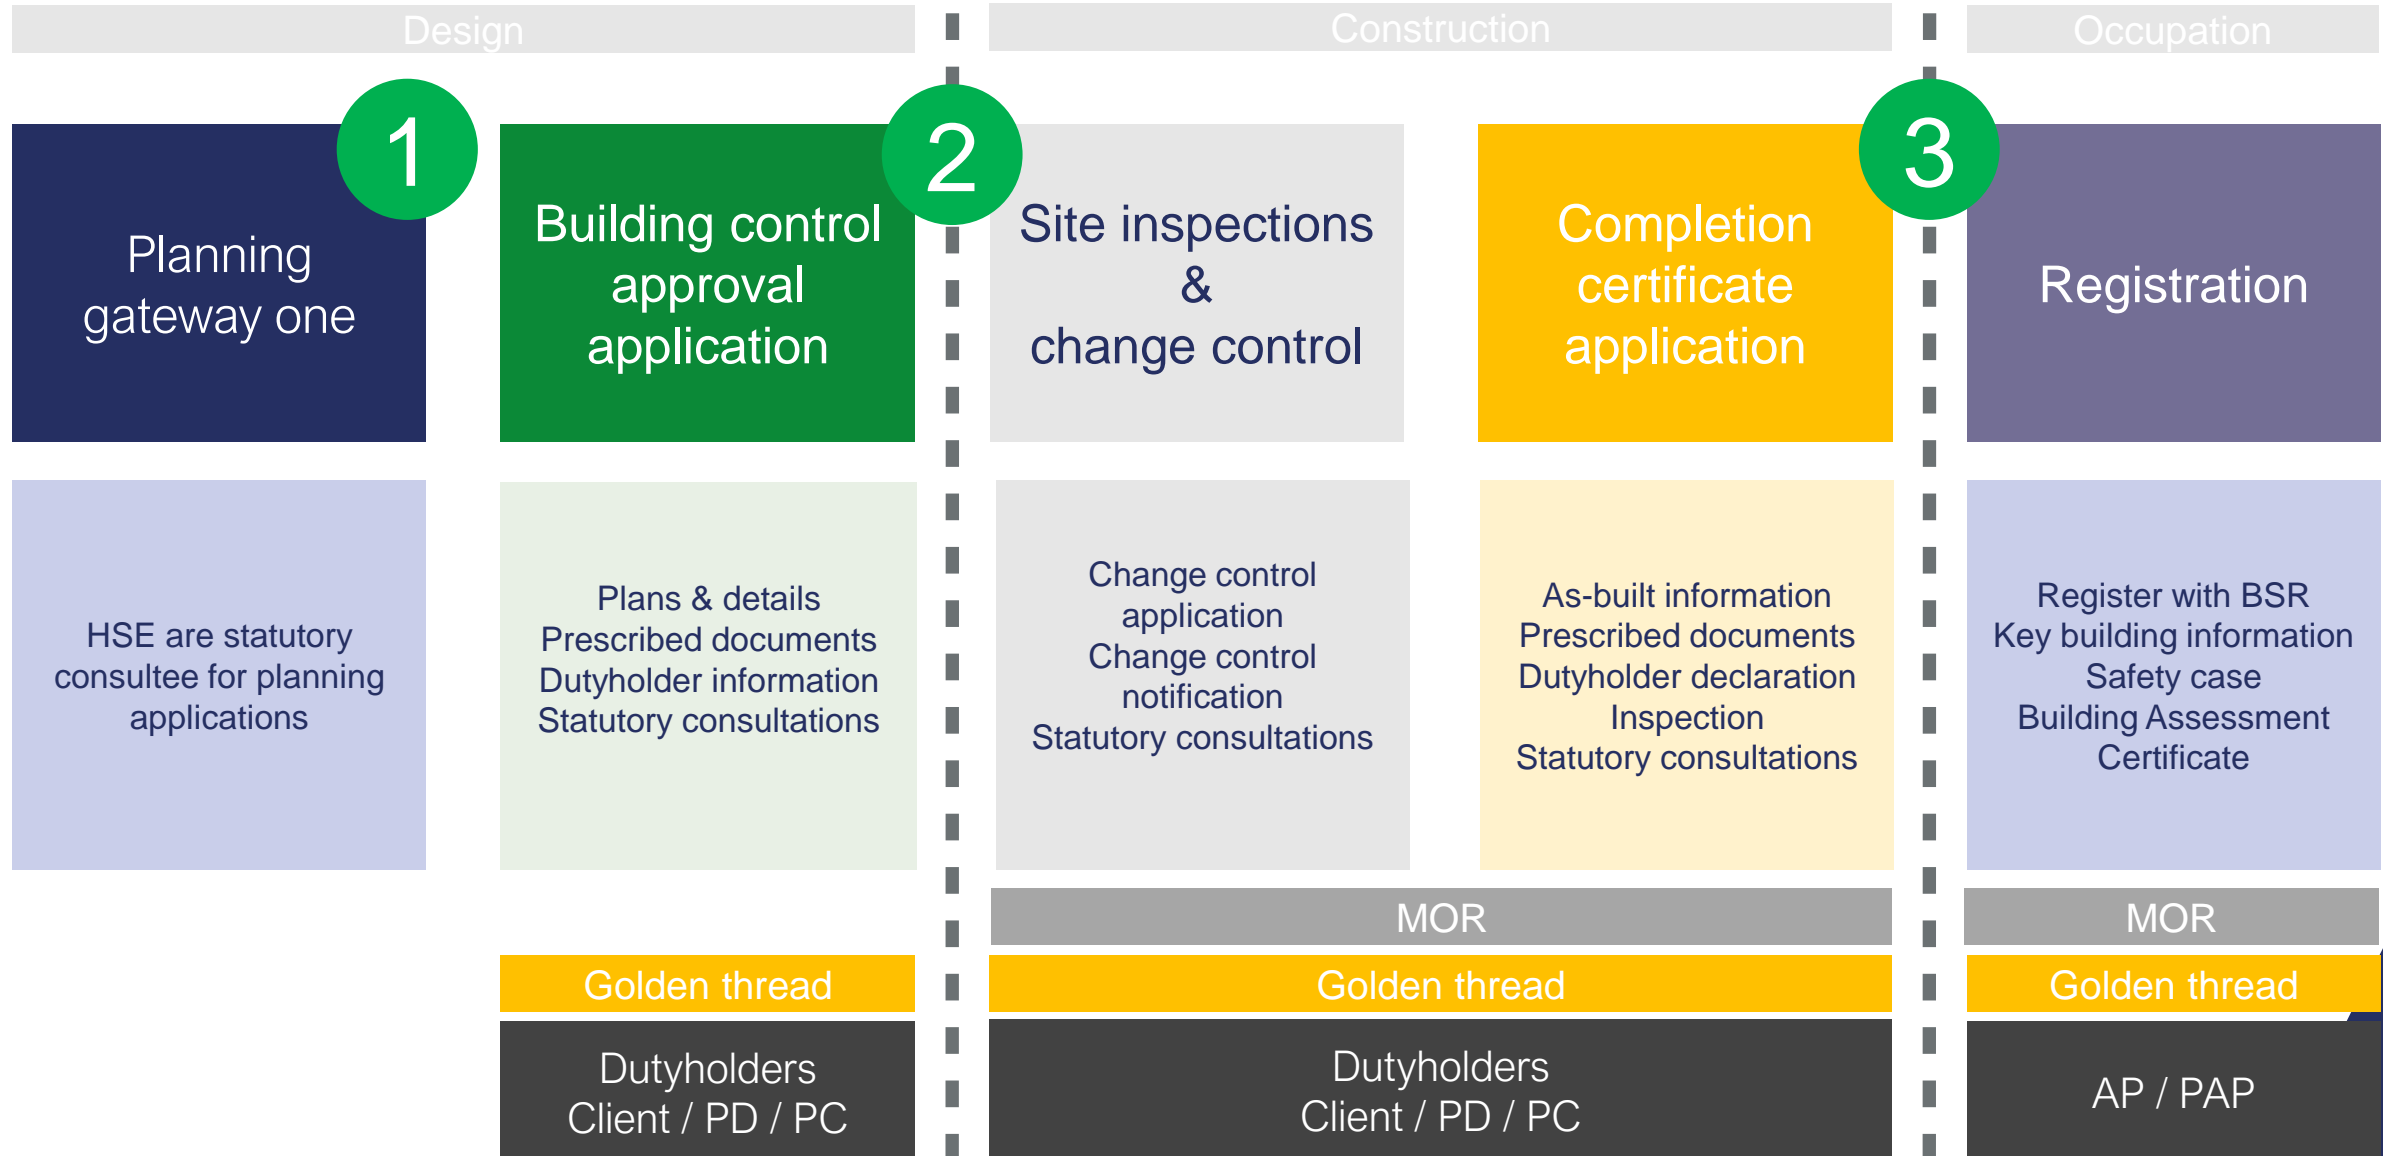 Design
Construction
Occupation
1
2
3
Planning
gateway one
Building control
approval
application
Site inspections
&
change control
Completion
certificate
application
Registration
HSE are statutory
consultee for planning
applications
Plans & details
Prescribed documents
Dutyholder information
Statutory consultations
Change control
application
Change control
notification
Statutory consultations
As-built information
Prescribed documents
Dutyholder declaration
Inspection
Statutory consultations
Register with BSR
Key building information
Safety case
Building Assessment
Certificate
MOR
MOR
Golden thread
Golden thread
Golden thread
Dutyholders
Client / PD / PC
Dutyholders
Client / PD / PC
AP / PAP